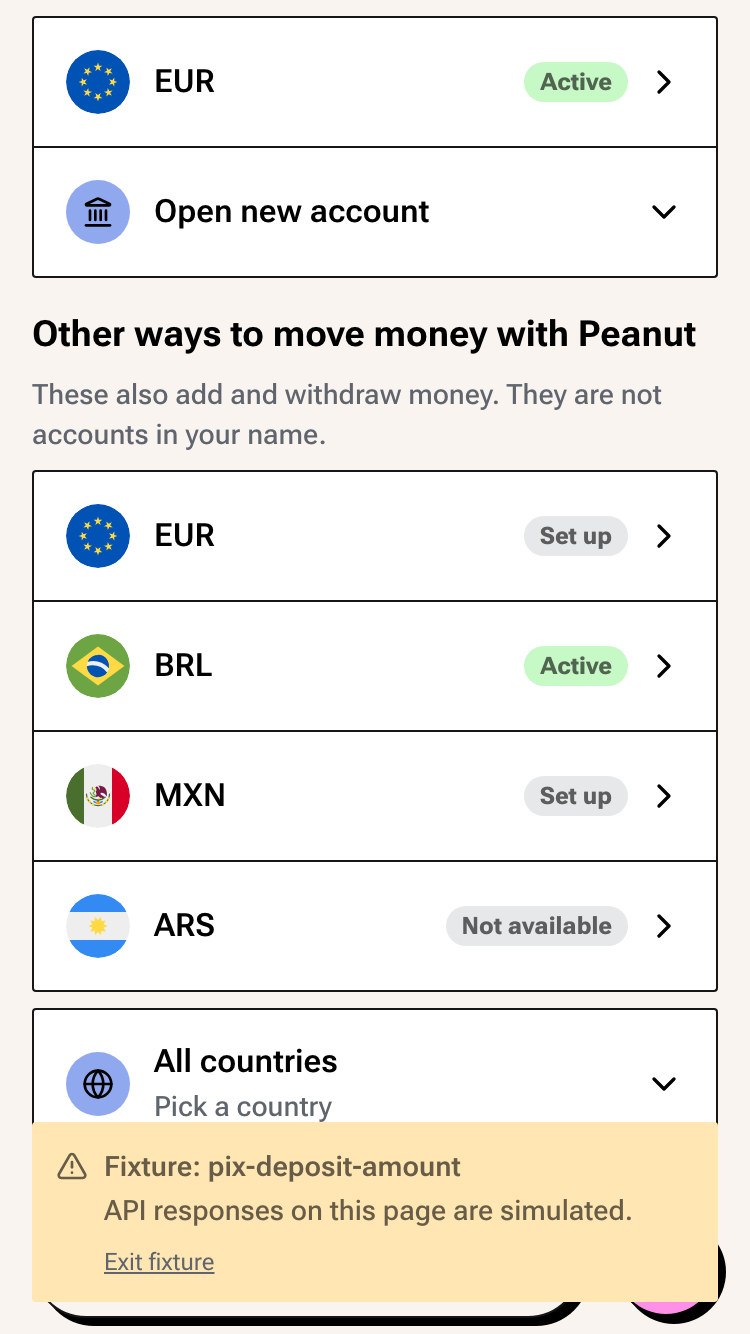 EUR
Active
Open new account
Other ways to move money with Peanut
These also add and withdraw money. They are not
accounts in your name.
EUR
Set up
BRL
Active
MXN
Set up
ARS
Not available
All countries
Pick a country
Fixture: pix-deposit-amount
API responses on this page are simulated.
Exit fixture